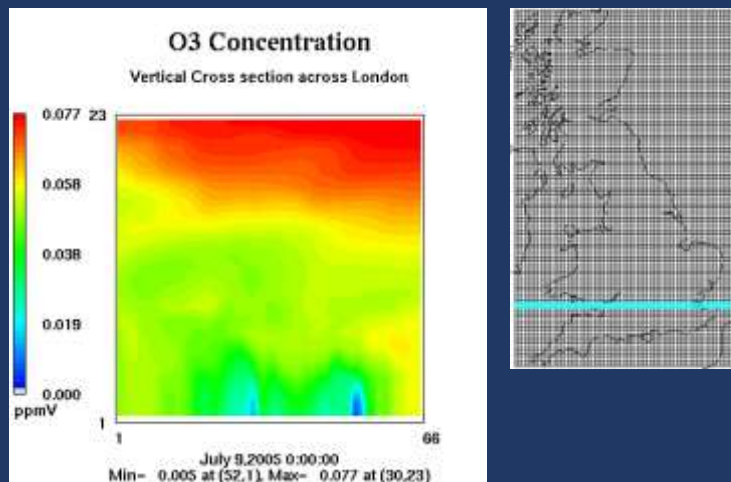 O3 Concentration
Vertical Cross section across London
0.077
0.058
0.038
0.019
0.000
ppmV
23
1
1
66
July 9,2005 0:00:00
Min= 0.005 at (52,1), Max= 0.077 at (30,23)